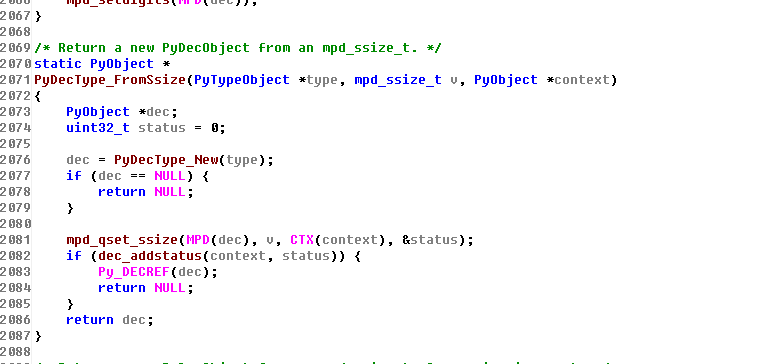 2066     mpd_setdigits(MPD(dec));
2067 }
2068
2069 /* Return a new PyDecObject from an mpd_ssize_t. */
2070 static PyObject *
2071 PyDecType_FromSsize(PyTypeObject *type, mpd_ssize_t v, PyObject *context)
2072 {
2073     PyObject *dec;
2074     uint32_t status = 0;
2075
2076     dec = PyDecType_New(type);
2077     if (dec == NULL) {
2078         return NULL;
2079     }
2080
2081     mpd_qset_ssize(MPD(dec), v, CTX(context), &status);
2082     if (dec_addstatus(context, status)) {
2083         Py_DECREF(dec);
2084         return NULL;
2085     }
2086     return dec;
2087 }
2088